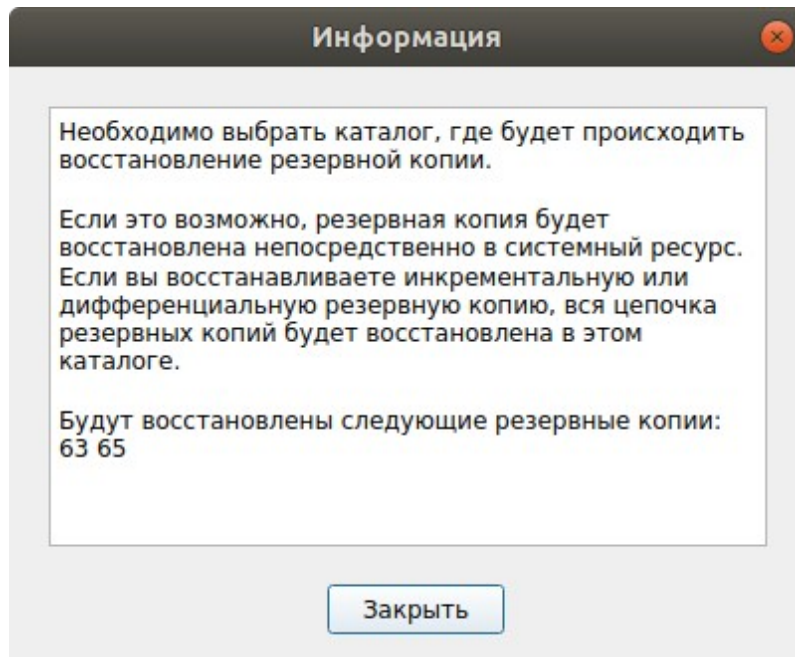 Информация
Необходимо выбрать каталог, где будет происходить
восстановление резервной копии.
Если это возможно, резервная копия будет
восстановлена непосредственно в системный ресурс.
Если вы восстанавливаете инкрементальную или
дифференциальную резервную копию, вся цепочка
резервных копий будет восстановлена в этом
каталоге.
Будут восстановлены следующие резервные копии:
63 65
Закрыть